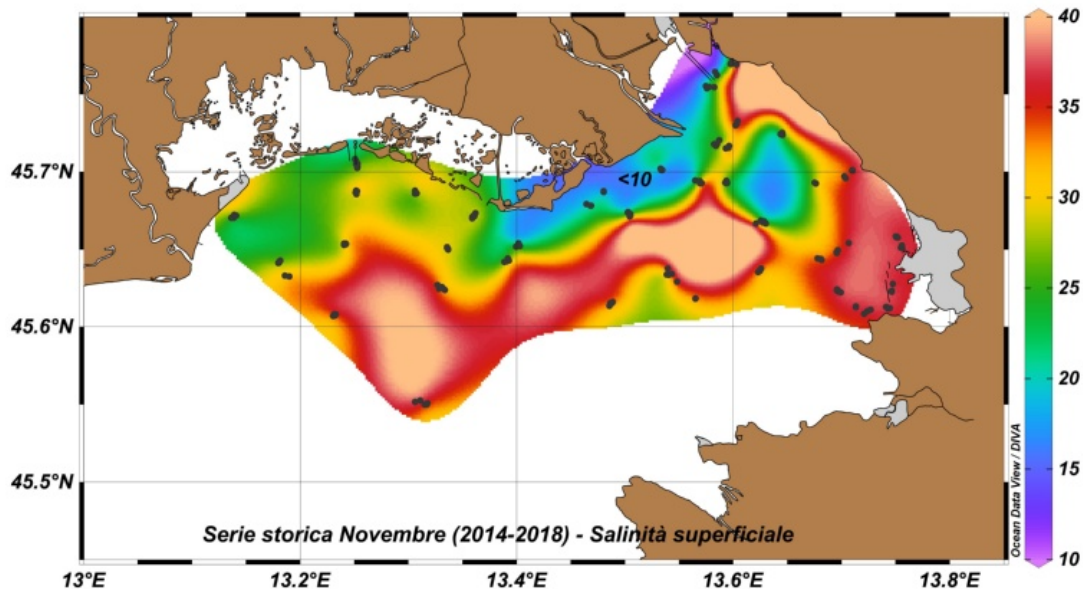 40
45.7°N
35
<10
30
45.6°N
25
20
45.5°N
15
Serie storica Novembre (2014-2018) - Salinità superficiale
Ocean Data View / DIVA
10
13°E 13.2°E 13.4°E 13.6°E 13.8°E